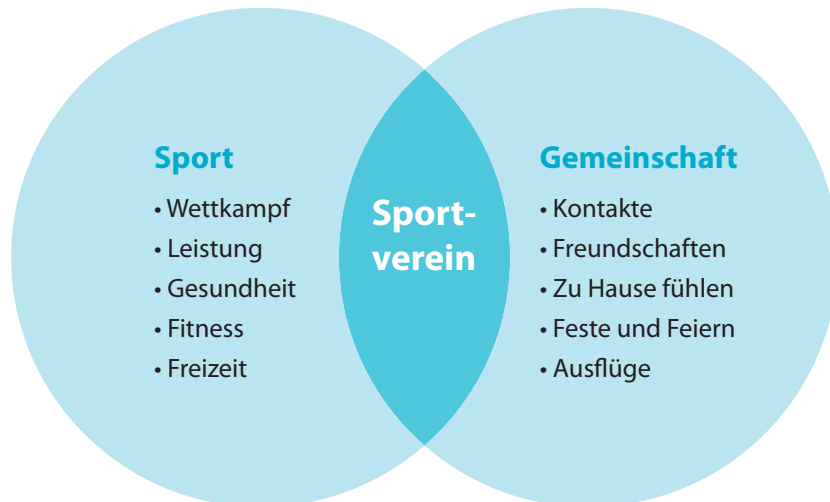 Sport
• Wettkampf
• Leistung
• Gesundheit
• Fitness
• Freizeit
Sport-
verein
Gemeinschaft
• Kontakte
• Freundschaften
• Zu Hause fühlen
• Feste und Feiern
• Ausflüge